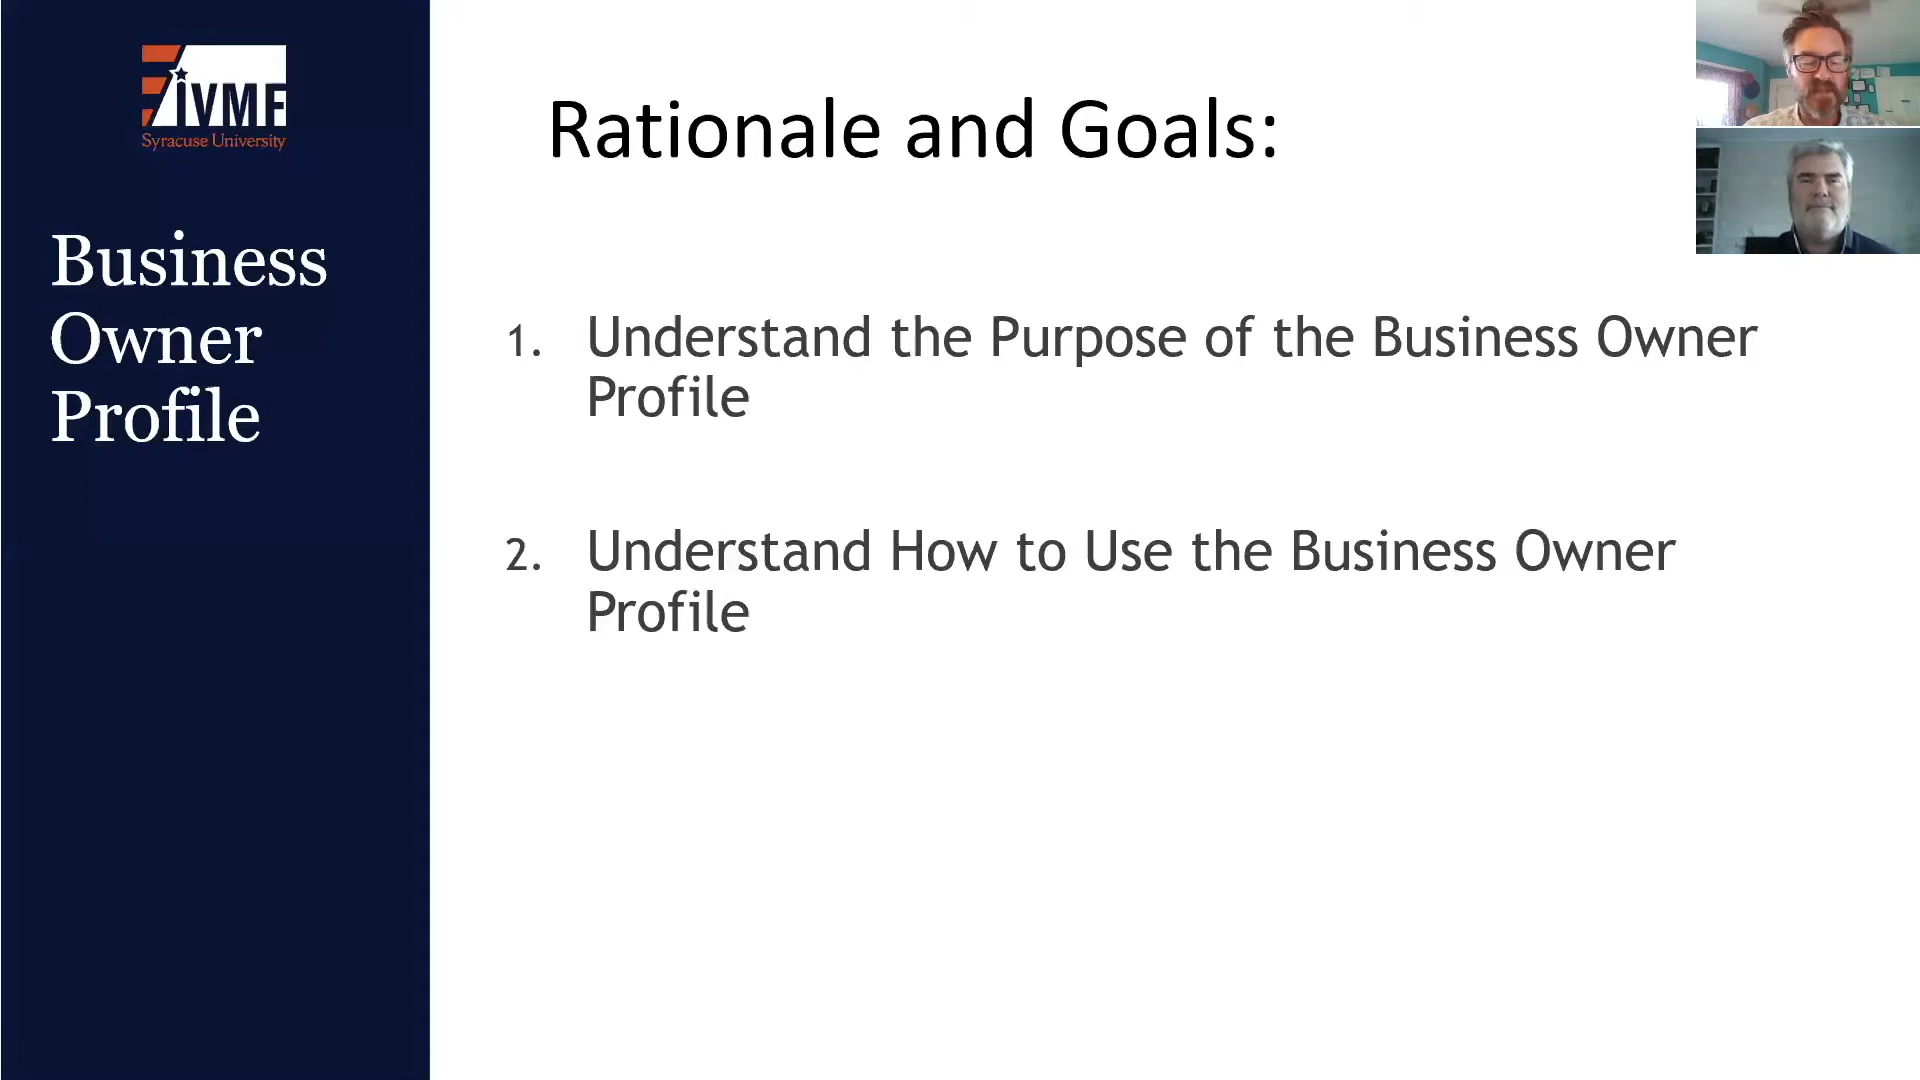 IVMF
Syracuse University
Business
Owner
Profile
Rationale and Goals:
1. Understand the Purpose of the Business Owner
Profile
2. Understand How to Use the Business Owner
Profile